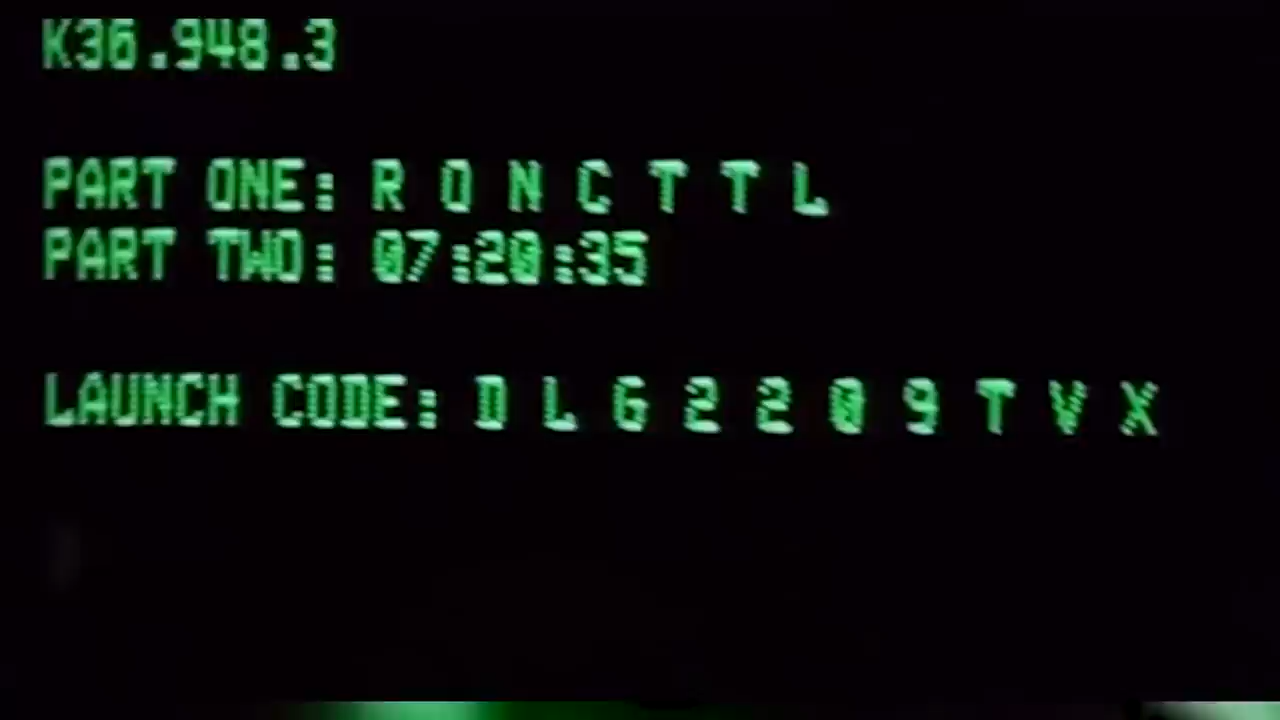 K36.948.3
PART ONE: R O N C T T L
PART TWO: 07:20:35
LAUNCH CODE: D L G 2 2 0 9 T V X